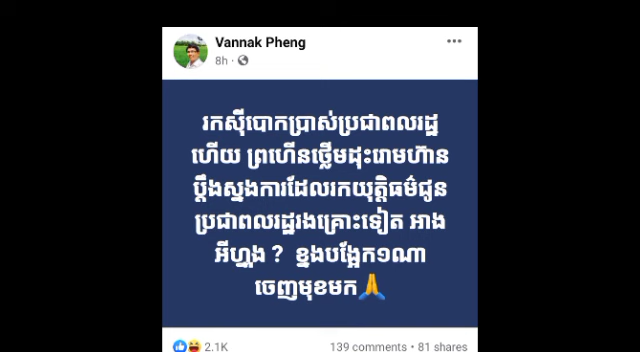 Vannak Pheng
8h ·
រកស៊ីបោកប្រាស់ប្រជាពលរដ្ឋ
ហើយ ព្រហើនថ្លើមដុះរោមហ៊ាន
ប្ដឹងស្នងការដែលរកយុត្តិធម៌ជូន
ប្រជាពលរដ្ឋរងគ្រោះទៀត អាង
អីហ្នុង ? ខ្នងបង្អែក១ណា
ចេញមុខមក🙏
2.1K
139 comments • 81 shares